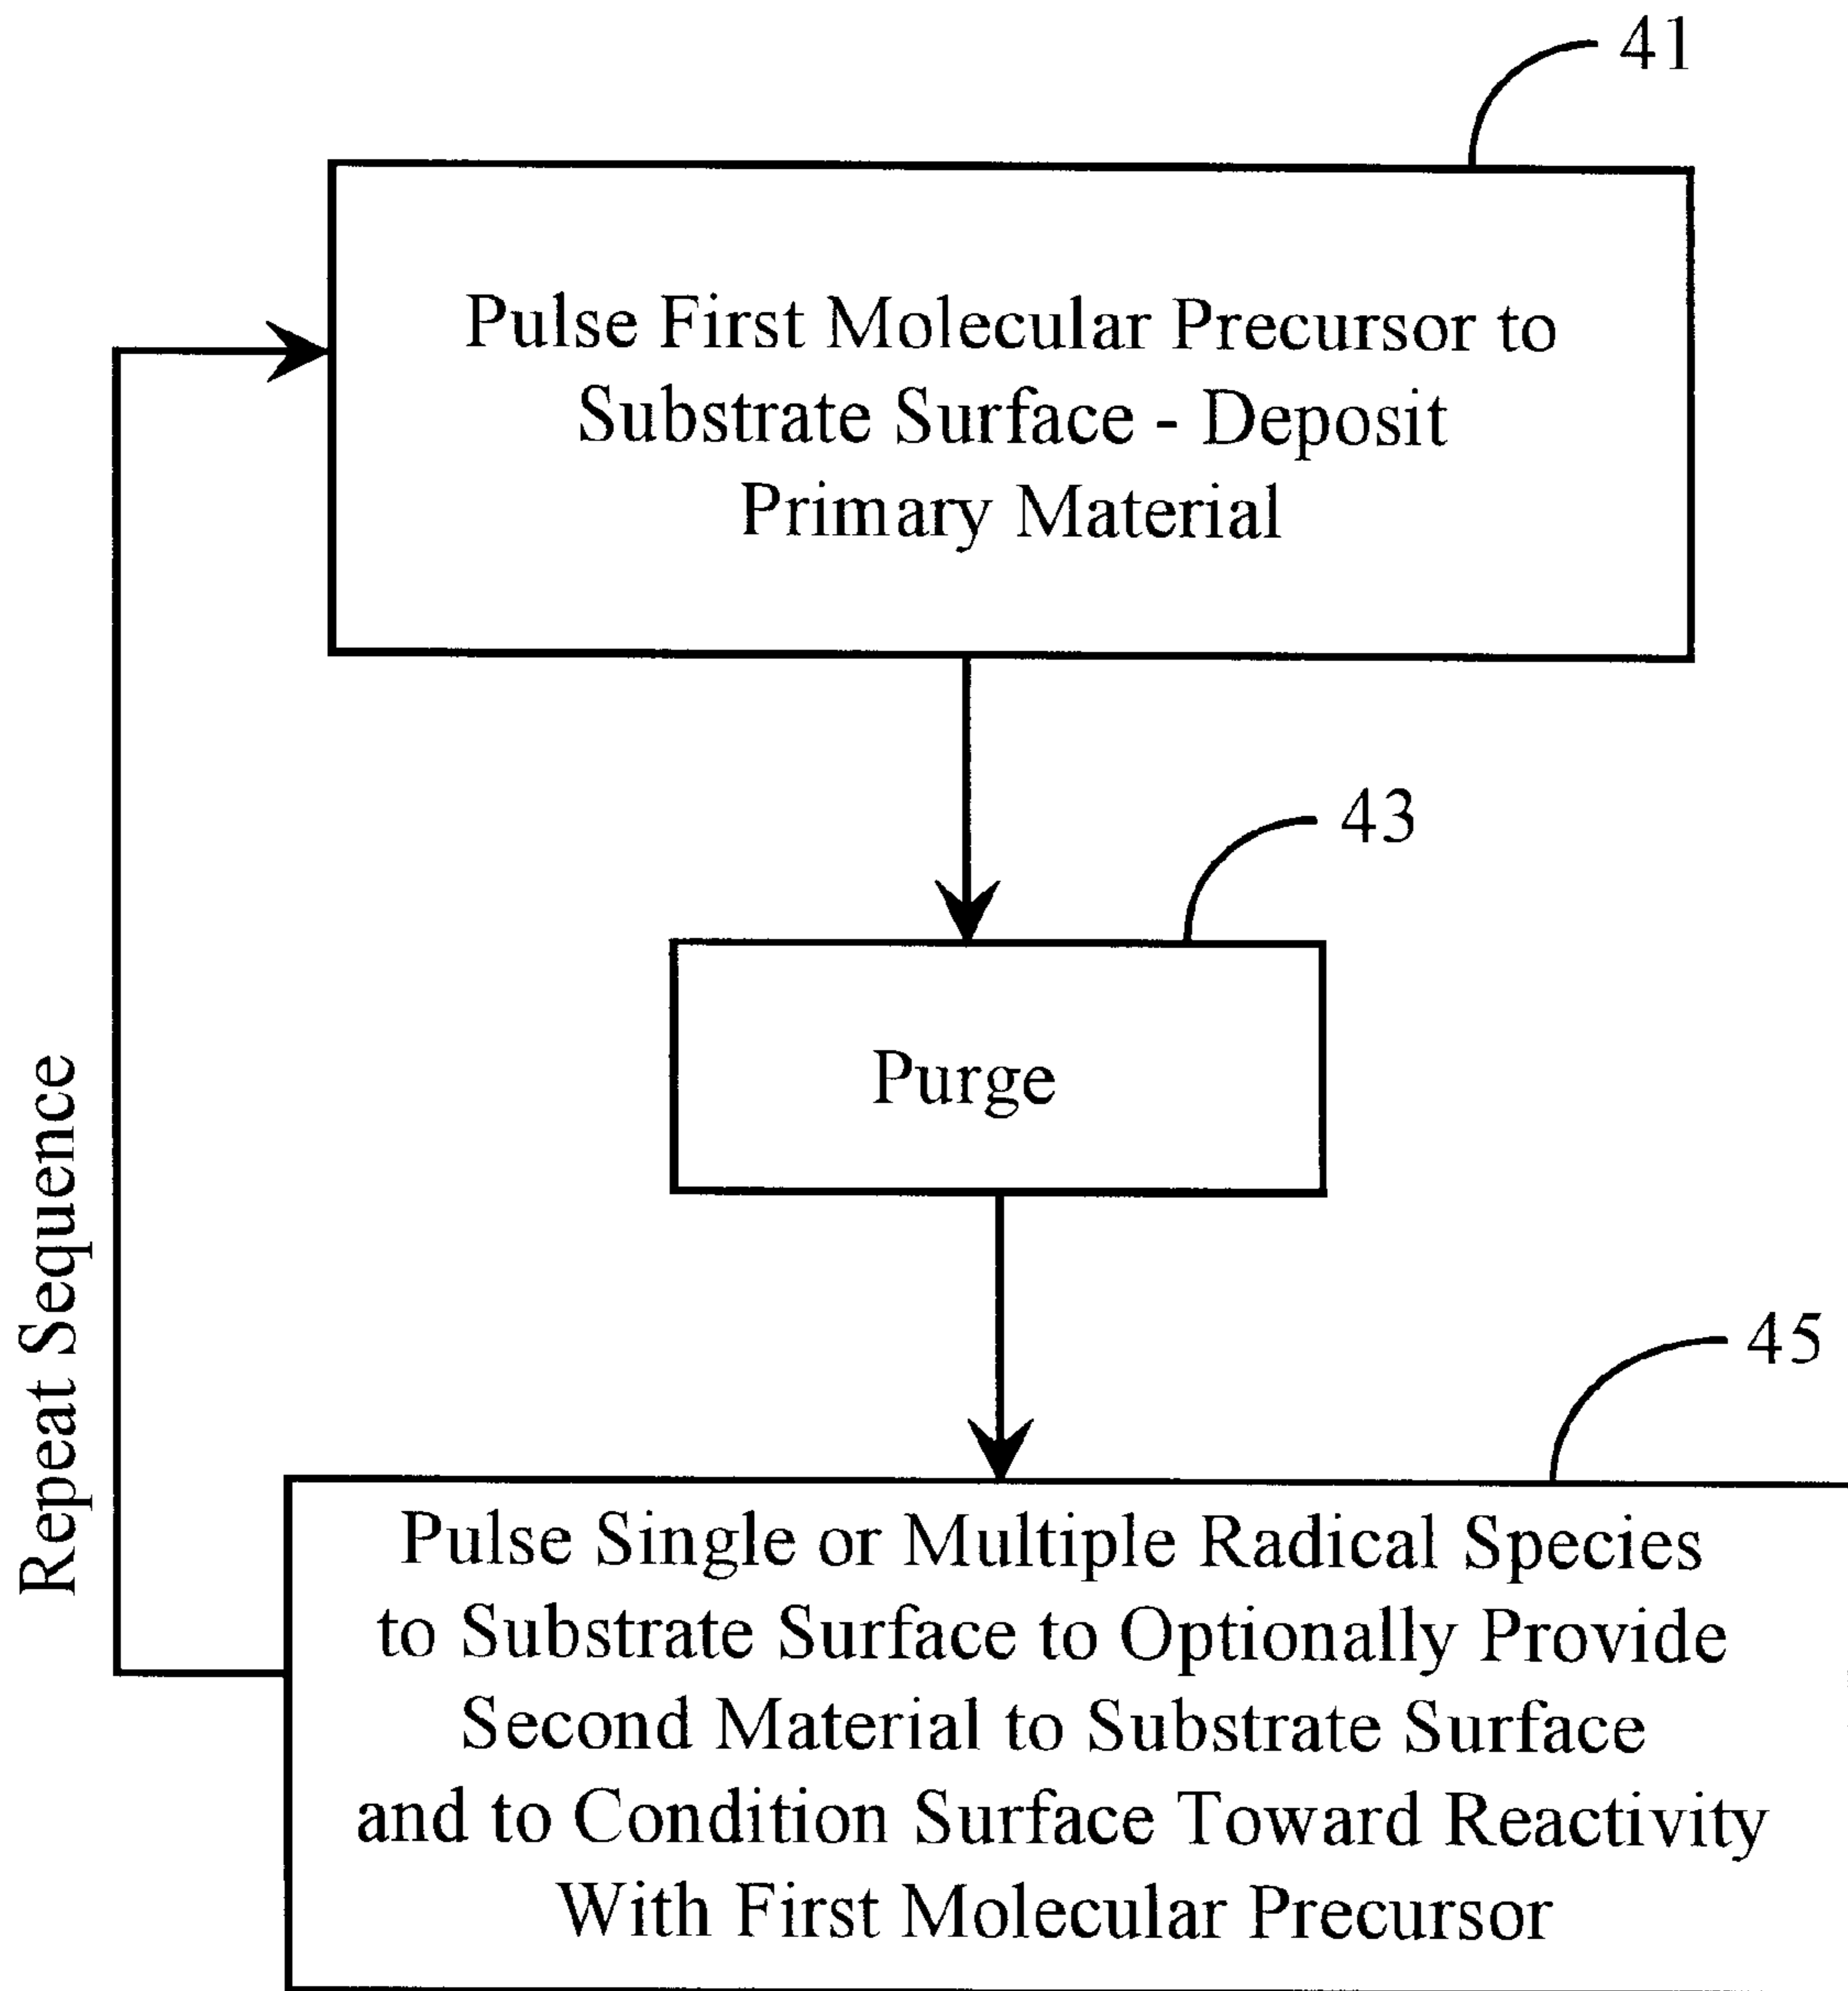 41
Pulse First Molecular Precursor to
Substrate Surface - Deposit
Primary Material
43
Purge
45
Pulse Single or Multiple Radical Species
to Substrate Surface to Optionally Provide
Second Material to Substrate Surface
and to Condition Surface Toward Reactivity
With First Molecular Precursor
Repeat Sequence